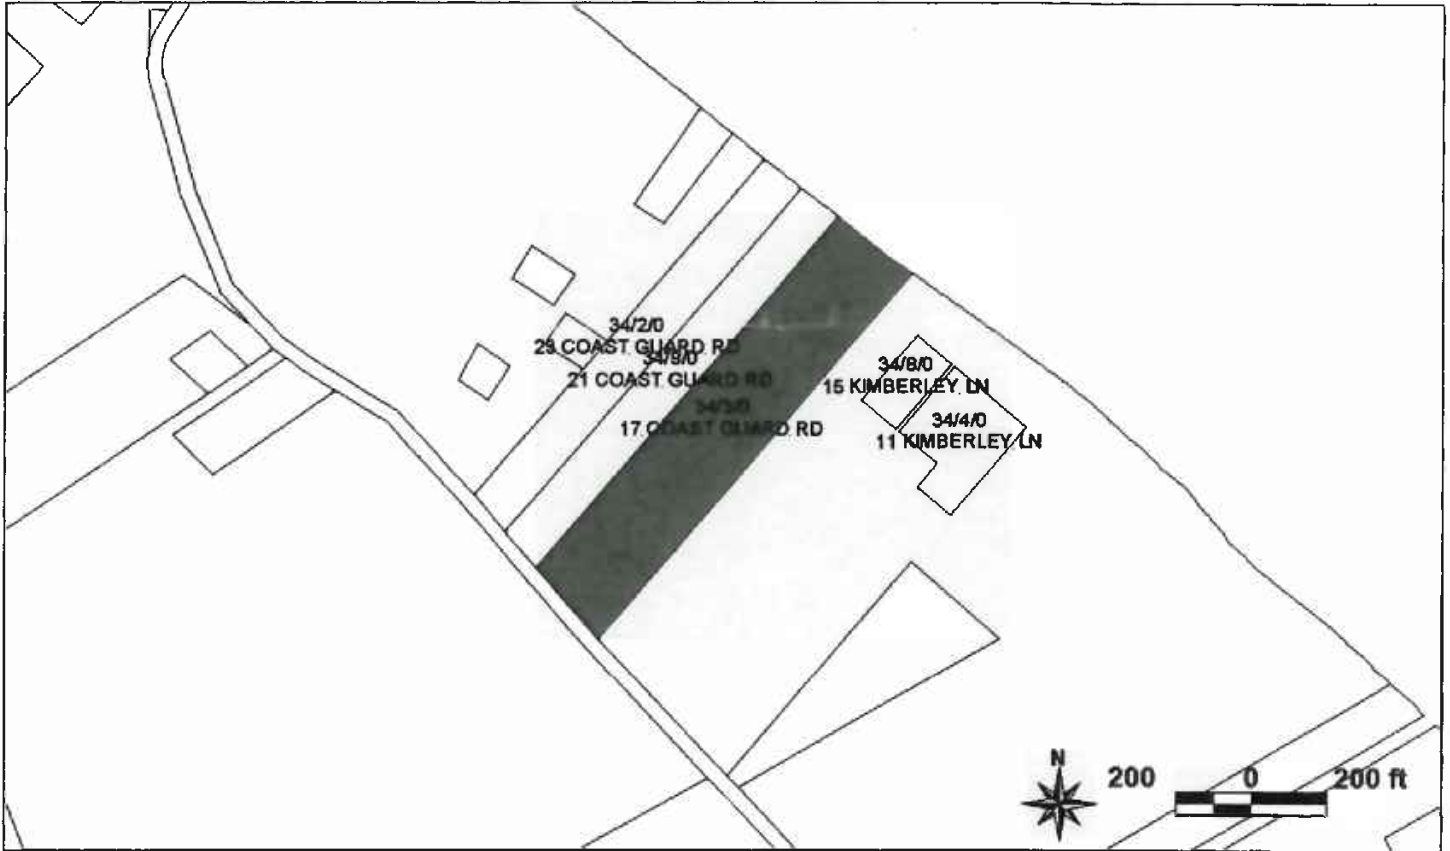 34/2/0
23 COAST GUARD RD
34/9/0
21 COAST GUARD RD
34/3/0
17 COAST GUARD RD
34/8/0
15 KIMBERLEY LN
34/4/0
11 KIMBERLEY LN
N
200 0 200 ft